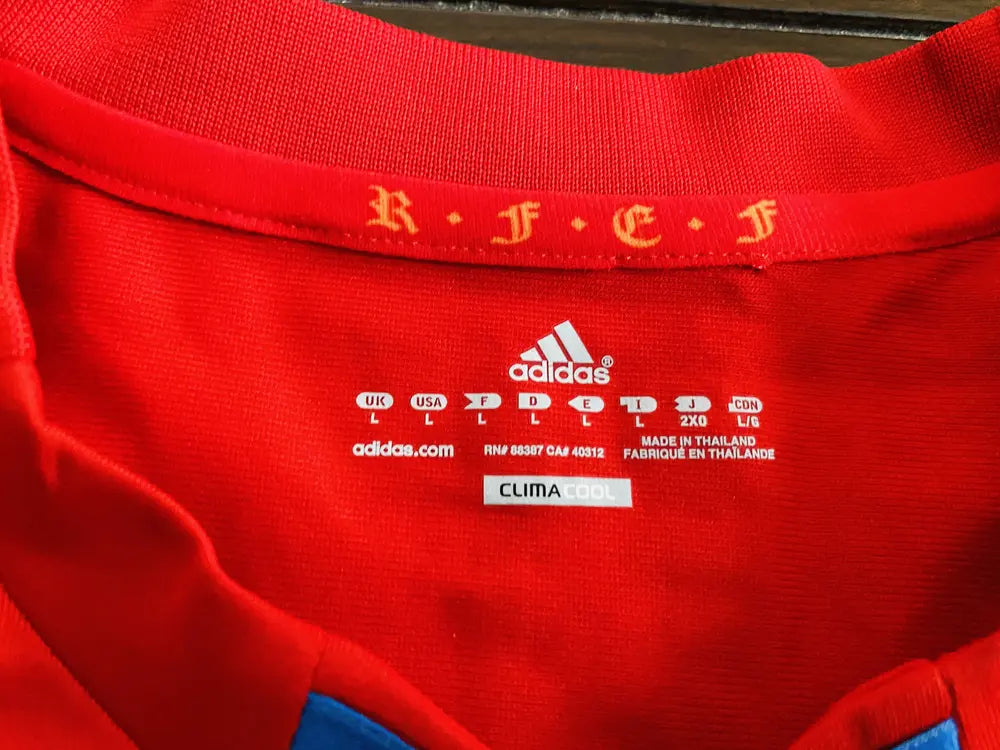 R · F · E · F
adidas®
UK USA F D E I J CDN
L L L L L L 2XO L/G
adidas.com RN# 88387 CA# 40312 MADE IN THAILAND
FABRIQUÉ EN THAÏLANDE
CLIMACOOL